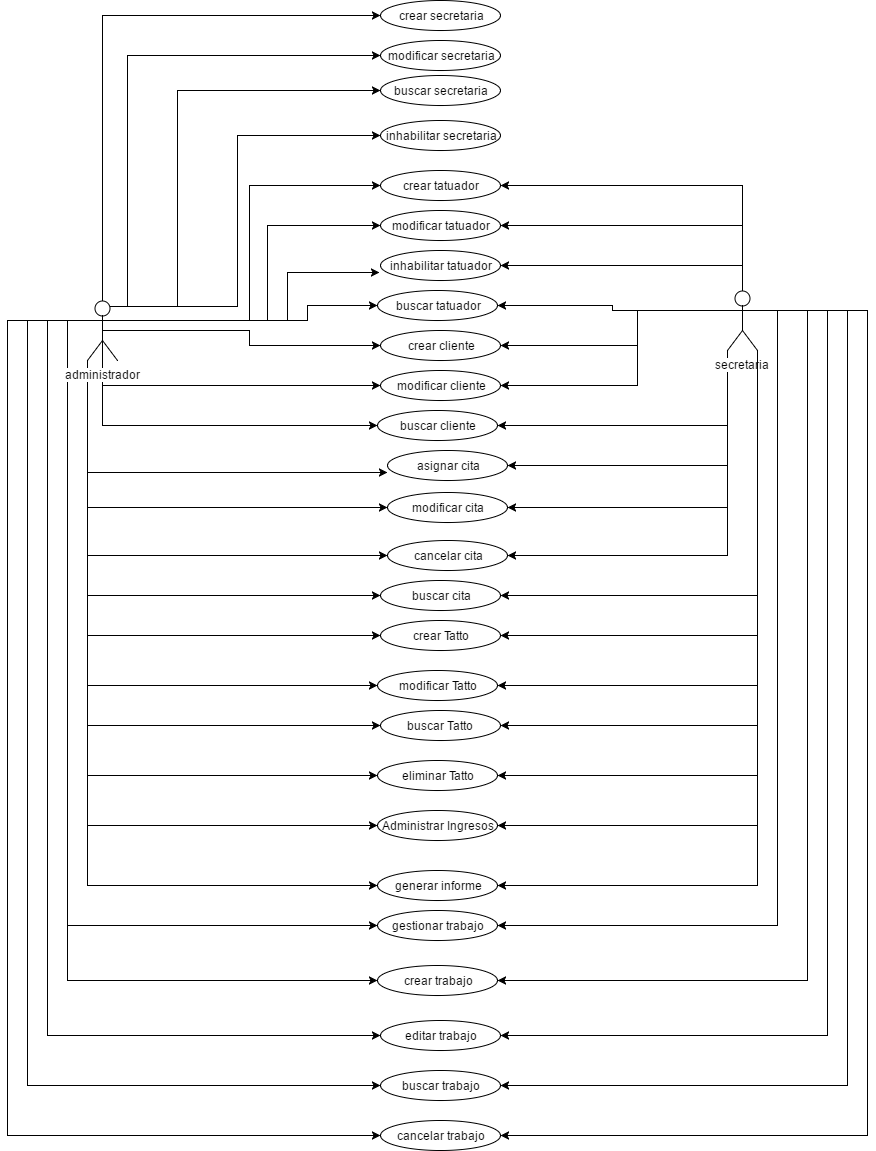 crear secretaria
modificar secretaria
buscar secretaria
inhabilitar secretaria
crear tatuador
modificar tatuador
inhabilitar tatuador
buscar tatuador
crear cliente
administrador
secretaria
modificar cliente
buscar cliente
asignar cita
modificar cita
cancelar cita
buscar cita
crear Tatto
modificar Tatto
buscar Tatto
eliminar Tatto
Administrar Ingresos
generar informe
gestionar trabajo
crear trabajo
editar trabajo
buscar trabajo
cancelar trabajo